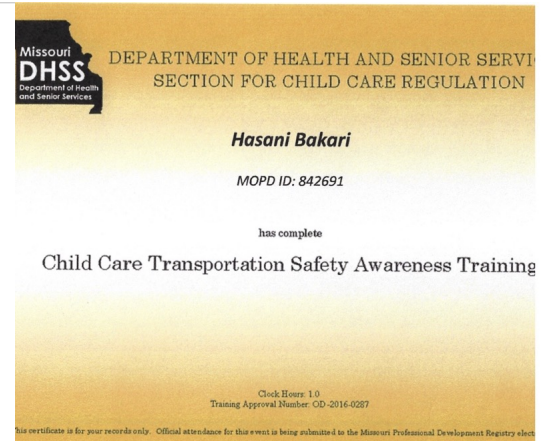 Missouri
DHSS
Department of Health
and Senior Services
DEPARTMENT OF HEALTH AND SENIOR SERVI
SECTION FOR CHILD CARE REGULATION
Hasani Bakari
MOPD ID: 842691
has complete
Child Care Transportation Safety Awareness Training
Clock Hours: 1.0
Training Approval Number: OD -2016-0287
his certificate is for your records only. Official attendance for this event is being submitted to the Missouri Professional Development Registry elect